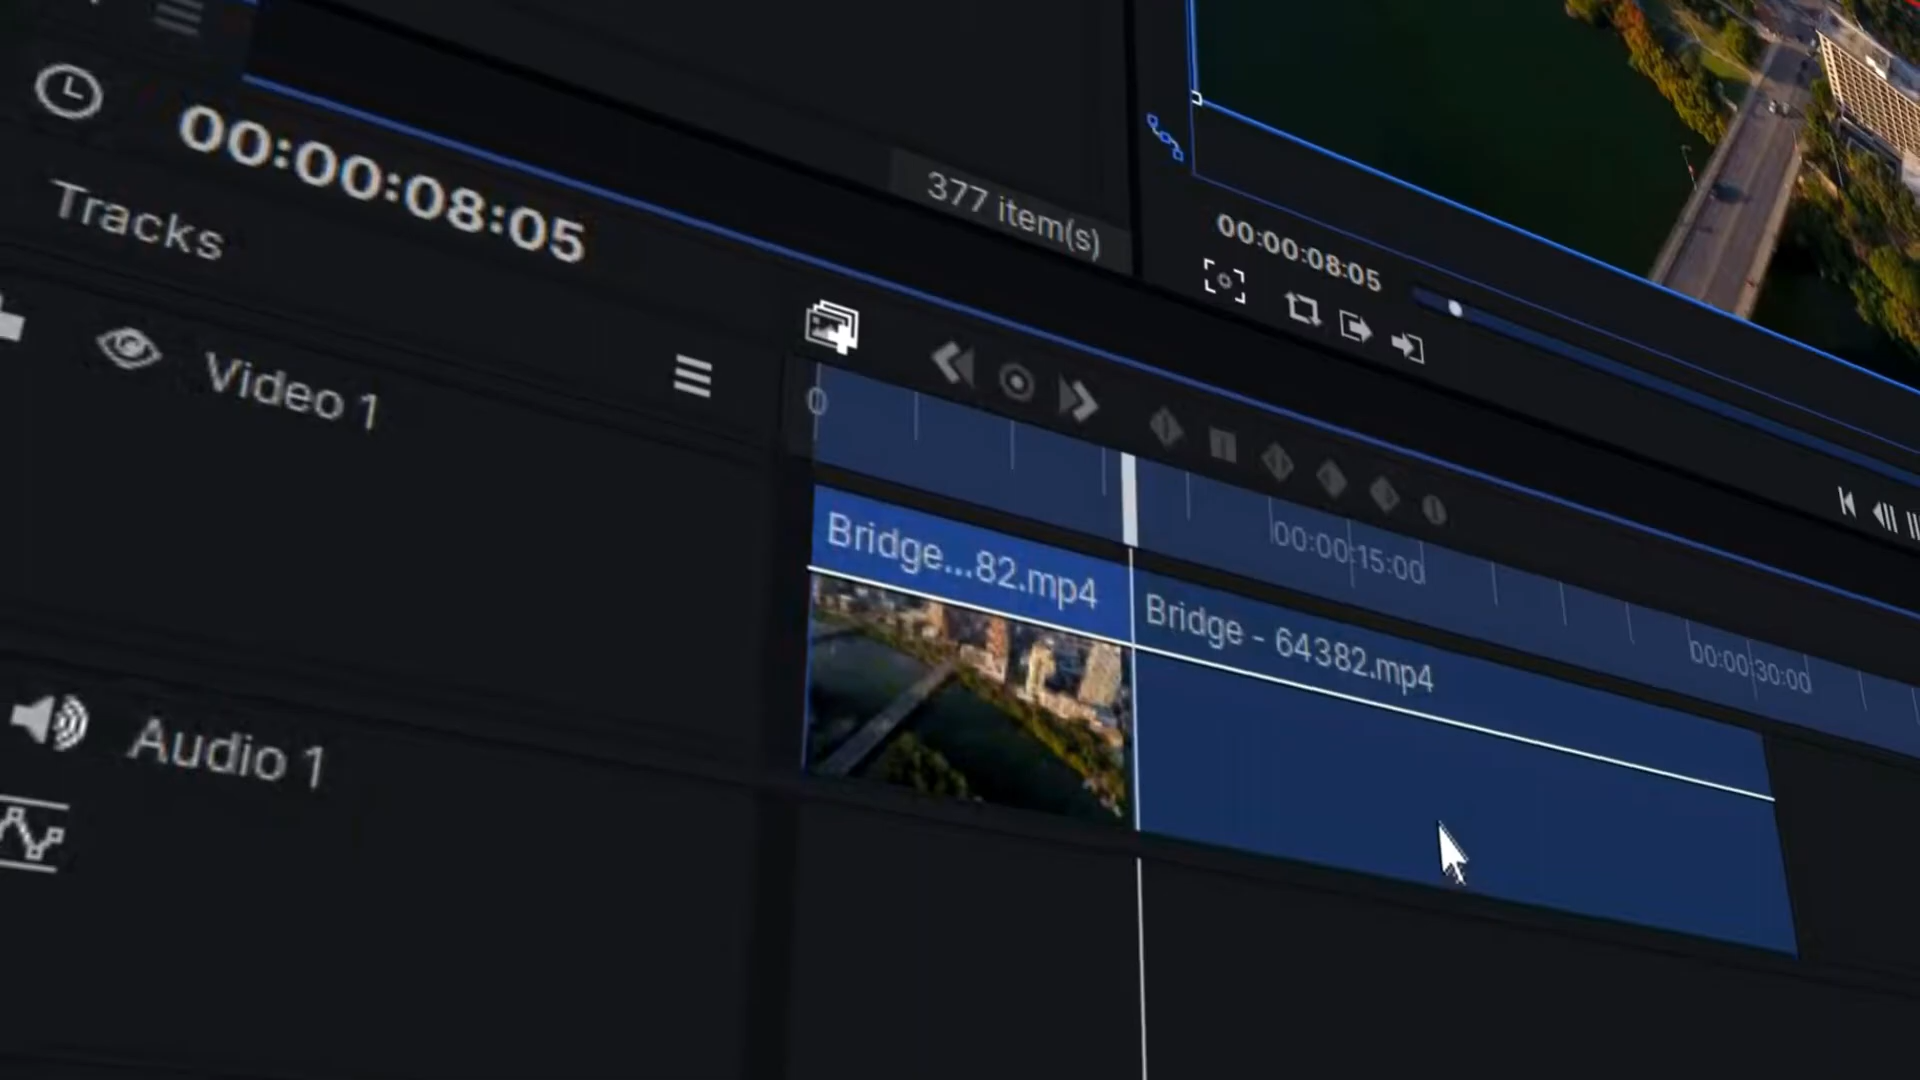 00:00:08:05
377 item(s)
Tracks
00:00:08:05
Video 1
0
00:00:15:00
00:00:30:00
Bridge...82.mp4
Bridge - 64382.mp4
Audio 1